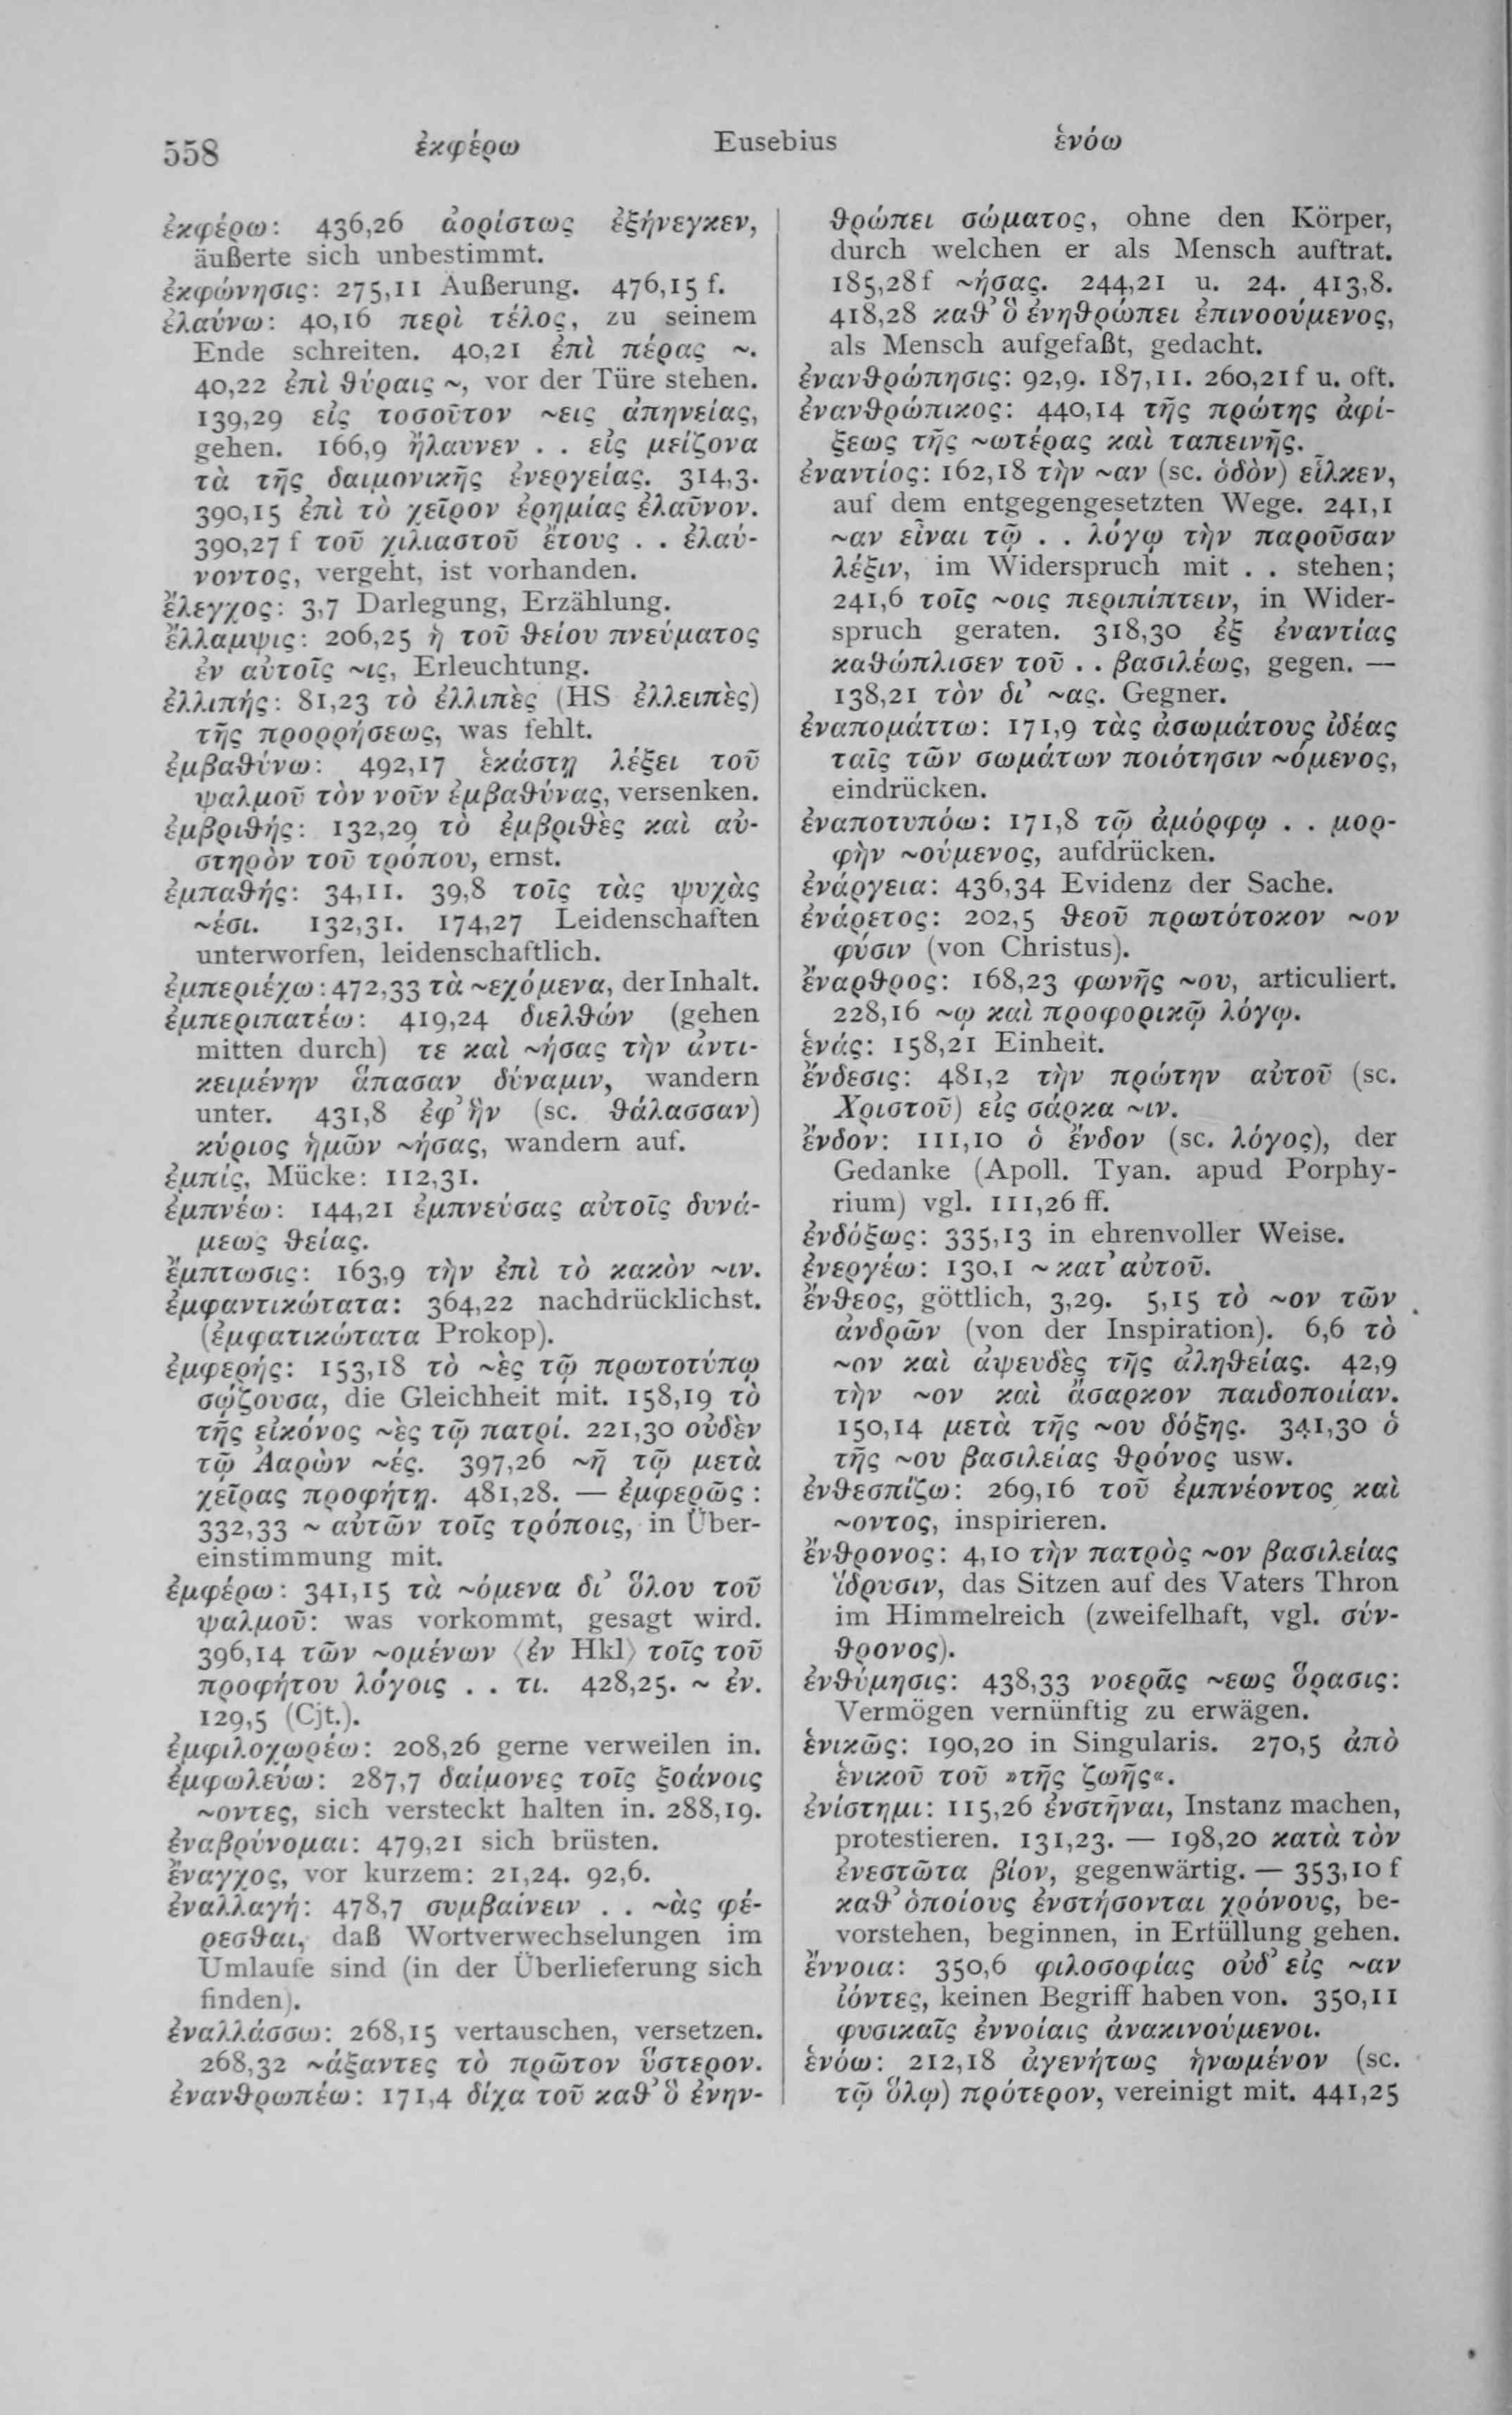 558 ἐκφέρω Eusebius ἑνόω
ἐκφέρω: 436,26 ἀορίστως ἐξήνεγκεν,
äußerte sich unbestimmt.
ἐκφώνησις: 275,11 Äußerung. 476,15 f.
ἐλαύνω: 40,16 περὶ τέλος, zu seinem
Ende schreiten. 40,21 ἐπὶ πέρας ~.
40,22 ἐπὶ θύραις ~, vor der Türe stehen.
139,29 εἰς τοσοῦτον ~εις ἀπηνείας,
gehen. 166,9 ἤλαυνεν . . εἰς μείζονα
τὰ τῆς δαιμονικῆς ἐνεργείας. 314,3.
390,15 ἐπὶ τὸ χεῖρον ἐρημίας ἐλαῦνον.
390,27 f τοῦ χιλιαστοῦ ἔτους . . ἐλαύ-
νοντος, vergeht, ist vorhanden.
ἔλεγχος: 3,7 Darlegung, Erzählung.
ἔλλαμψις: 206,25 ἡ τοῦ θείου πνεύματος
ἐν αὐτοῖς ~ις, Erleuchtung.
ἐλλιπής: 81,23 τὸ ἐλλιπὲς (HS ἐλλειπὲς)
τῆς προρρήσεως, was fehlt.
ἐμβαθύνω: 492,17 ἑκάστῃ λέξει τοῦ
ψαλμοῦ τὸν νοῦν ἐμβαθύνας, versenken.
ἐμβριθής: 132,29 τὸ ἐμβριθὲς καὶ αὐ-
στηρὸν τοῦ τρόπου, ernst.
ἐμπαθής: 34,11. 39,8 τοῖς τὰς ψυχὰς
~έσι. 132,31. 174,27 Leidenschaften
unterworfen, leidenschaftlich.
ἐμπεριέχω: 472,33 τὰ ~εχόμενα, der Inhalt.
ἐμπεριπατέω: 419,24 διελθών (gehen
mitten durch) τε καὶ ~ήσας τὴν ἀντι-
κειμένην ἅπασαν δύναμιν, wandern
unter. 431,8 ἐφ’ ἣν (sc. θάλασσαν)
κύριος ἡμῶν ~ήσας, wandern auf.
ἐμπίς, Mücke: 112,31.
ἐμπνέω: 144,21 ἐμπνεύσας αὐτοῖς δυνά-
μεως θείας.
ἔμπτωσις: 163,9 τὴν ἐπὶ τὸ κακὸν ~ιν.
ἐμφαντικώτατα: 364,22 nachdrücklichst.
(ἐμφατικώτατα Prokop).
ἐμφερής: 153,18 τὸ ~ὲς τῷ πρωτοτύπῳ
σῴζουσα, die Gleichheit mit. 158,19 τὸ
τῆς εἰκόνος ~ὲς τῷ πατρί. 221,30 οὐδὲν
τῷ Ἀαρὼν ~ές. 397,26 ~ῆ τῷ μετὰ
χεῖρας προφήτῃ. 481,28. — ἐμφερῶς :
332,33 ~ αὐτῶν τοῖς τρόποις, in Über-
einstimmung mit.
ἐμφέρω: 341,15 τὰ ~όμενα δι’ ὅλου τοῦ
ψαλμοῦ: was vorkommt, gesagt wird.
396,14 τῶν ~ομένων ⟨ἐν Hkl⟩ τοῖς τοῦ
προφήτου λόγοις . . τι. 428,25. ~ ἐν.
129,5 (Cjt.).
ἐμφιλοχωρέω: 208,26 gerne verweilen in.
ἐμφωλεύω: 287,7 δαίμονες τοῖς ξοάνοις
~οντες, sich versteckt halten in. 288,19.
ἐναβρύνομαι: 479,21 sich brüsten.
ἔναγχος, vor kurzem: 21,24. 92,6.
ἐναλλαγή: 478,7 συμβαίνειν . . ~ὰς φέ-
ρεσθαι, daß Wortverwechselungen im
Umlaufe sind (in der Überlieferung sich
finden).
ἐναλλάσσω: 268,15 vertauschen, versetzen.
268,32 ~άξαντες τὸ πρῶτον ὕστερον.
ἐνανθρωπέω: 171,4 δίχα τοῦ καθ’ ὃ ἐνην-
θρώπει σώματος, ohne den Körper,
durch welchen er als Mensch auftrat.
185,28 f ~ήσας. 244,21 u. 24. 413,8.
418,28 καθ’ ὃ ἐνηθρώπει ἐπινοούμενος,
als Mensch aufgefaßt, gedacht.
ἐνανθρώπησις: 92,9. 187,11. 260,21 f u. oft.
ἐνανθρώπικος: 440,14 τῆς πρώτης ἀφί-
ξεως τῆς ~ωτέρας καὶ ταπεινῆς.
ἐναντίος: 162,18 τὴν ~αν (sc. ὁδὸν) εἷλκεν,
auf dem entgegengesetzten Wege. 241,1
~αν εἶναι τῷ . . λόγῳ τὴν παροῦσαν
λέξιν, im Widerspruch mit . . stehen;
241,6 τοῖς ~οις περιπίπτειν, in Wider-
spruch geraten. 318,30 ἐξ ἐναντίας
καθώπλισεν τοῦ . . βασιλέως, gegen. —
138,21 τὸν δι’ ~ας. Gegner.
ἐναπομάττω: 171,9 τὰς ἀσωμάτους ἰδέας
ταῖς τῶν σωμάτων ποιότησιν ~όμενος,
eindrücken.
ἐναποτυπόω: 171,8 τῷ ἀμόρφῳ . . μορ-
φὴν ~ούμενος, aufdrücken.
ἐνάργεια: 436,34 Evidenz der Sache.
ἐνάρετος: 202,5 θεοῦ πρωτότοκον ~ον
φύσιν (von Christus).
ἔναρθρος: 168,23 φωνῆς ~ου, articuliert.
228,16 ~ῳ καὶ προφορικῷ λόγῳ.
ἑνάς: 158,21 Einheit.
ἔνδεσις: 481,2 τὴν πρώτην αὐτοῦ (sc.
Χριστοῦ) εἰς σάρκα ~ιν.
ἔνδον: 111,10 ὁ ἔνδον (sc. λόγος), der
Gedanke (Apoll. Tyan. apud Porphy-
rium) vgl. 111,26 ff.
ἐνδόξως: 335,13 in ehrenvoller Weise.
ἐνεργέω: 130,1 ~ κατ’ αὐτοῦ.
ἔνθεος, göttlich, 3,29. 5,15 τὸ ~ον τῶν
ἀνδρῶν (von der Inspiration). 6,6 τὸ
~ον καὶ ἀψευδὲς τῆς ἀληθείας. 42,9
τὴν ~ον καὶ ἄσαρκον παιδοποιίαν.
150,14 μετὰ τῆς ~ου δόξης. 341,30 ὁ
τῆς ~ου βασιλείας θρόνος usw.
ἐνθεσπίζω: 269,16 τοῦ ἐμπνέοντος καὶ
~οντος, inspirieren.
ἔνθρονος: 4,10 τὴν πατρὸς ~ον βασιλείας
ἵδρυσιν, das Sitzen auf des Vaters Thron
im Himmelreich (zweifelhaft, vgl. σύν-
θρονος).
ἐνθύμησις: 438,33 νοερᾶς ~εως ὅρασις:
Vermögen vernünftig zu erwägen.
ἑνικῶς: 190,20 in Singularis. 270,5 ἀπὸ
ἑνικοῦ τοῦ »τῆς ζωῆς«.
ἐνίστημι: 115,26 ἐνστῆναι, Instanz machen,
protestieren. 131,23. — 198,20 κατὰ τὸν
ἐνεστῶτα βίον, gegenwärtig. — 353,10 f
καθ’ ὁποίους ἐνστήσονται χρόνους, be-
vorstehen, beginnen, in Erfüllung gehen.
ἔννοια: 350,6 φιλοσοφίας οὐδ’ εἰς ~αν
ἰόντες, keinen Begriff haben von. 350,11
φυσικαῖς ἐννοίαις ἀνακινούμενοι.
ἑνόω: 212,18 ἀγενήτως ἡνωμένον (sc.
τῷ ὅλῳ) πρότερον, vereinigt mit. 441,25